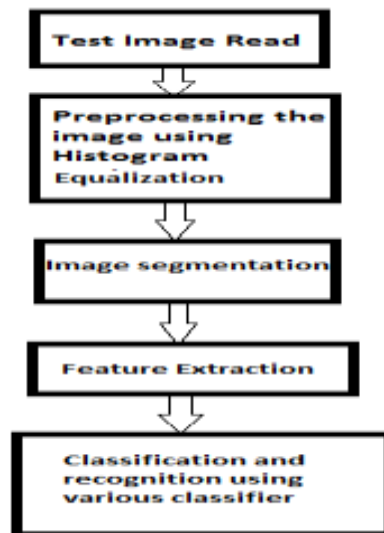 Test Image Read
Preprocessing the
image using
Histogram
Equalization
Image segmentation
Feature Extraction
Classification and
recognition using
various classifier